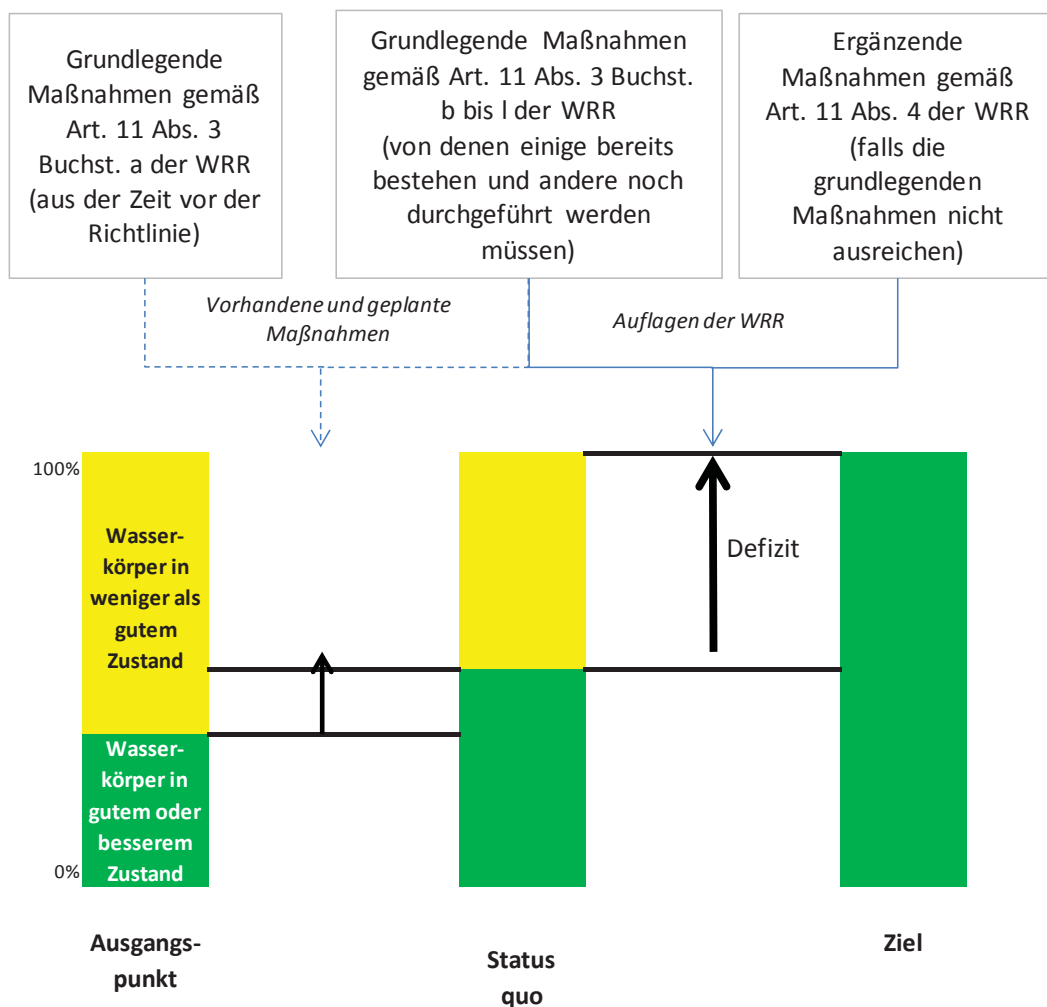 Grundlegende
Maßnahmen gemäß
Art. 11 Abs. 3
Buchst. a der WRR
(aus der Zeit vor der
Richtlinie)
Grundlegende Maßnahmen
gemäß Art. 11 Abs. 3 Buchst.
b bis l der WRR
(von denen einige bereits
bestehen und andere noch
durchgeführt werden
müssen)
Ergänzende
Maßnahmen gemäß
Art. 11 Abs. 4 der WRR
(falls die
grundlegenden
Maßnahmen nicht
ausreichen)
Vorhandene und geplante
Maßnahmen
Auflagen der WRR
100%
Wasser-
körper in
weniger als
gutem
Zustand
Defizit
Wasser-
körper in
gutem oder
besserem
Zustand
0%
Ausgangs-
punkt
Status
quo
Ziel